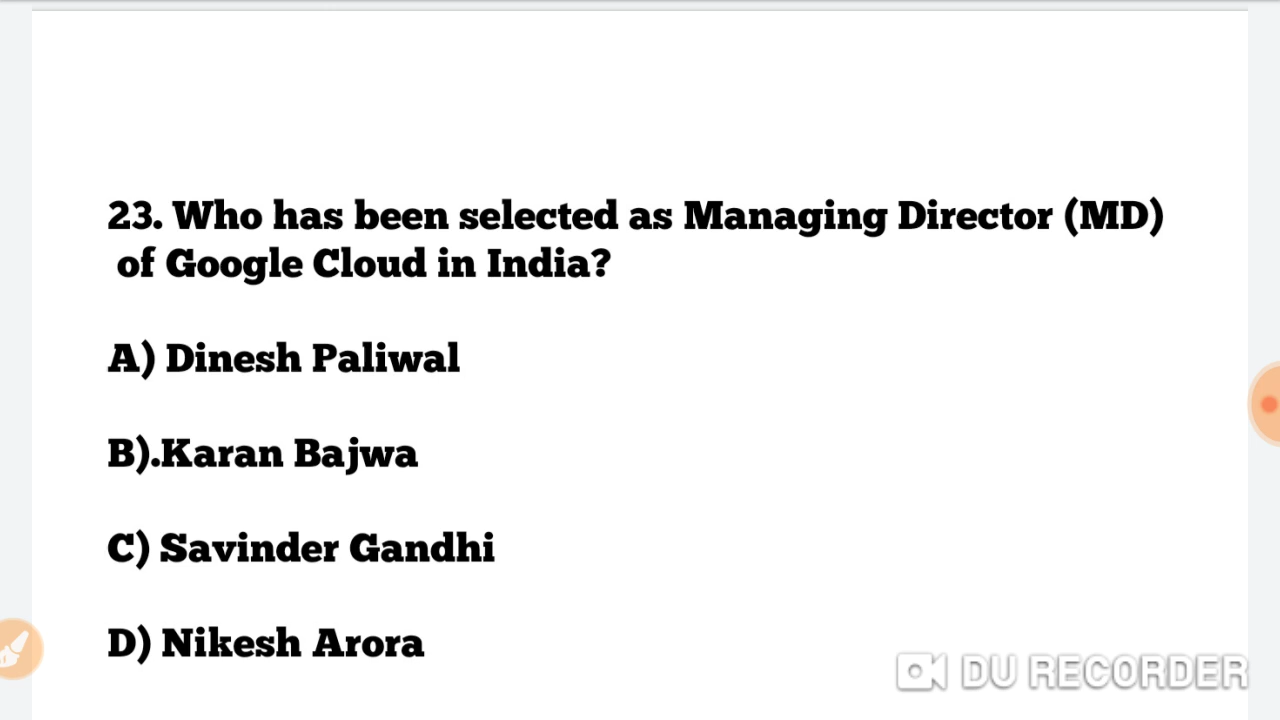 23. Who has been selected as Managing Director (MD)
of Google Cloud in India?
A) Dinesh Paliwal
B).Karan Bajwa
C) Savinder Gandhi
D) Nikesh Arora
DU RECORDER